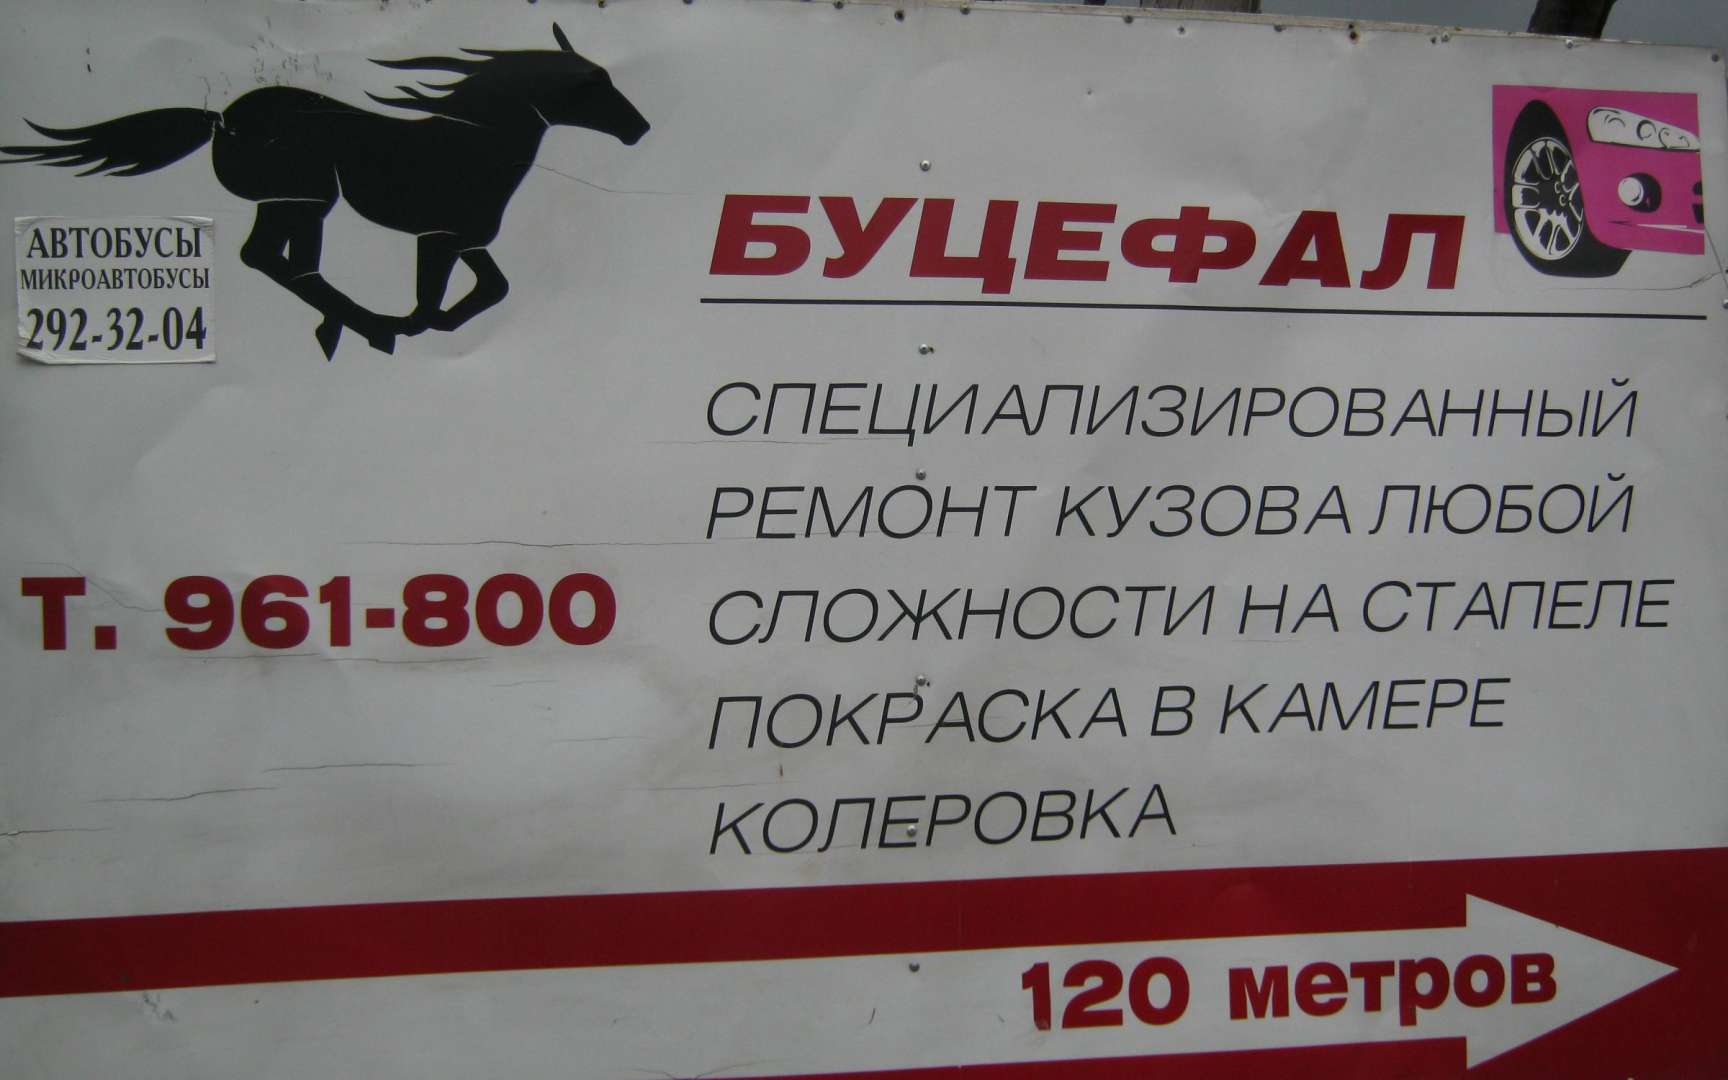 БУЦЕФАЛ
АВТОБУСЫ
МИКРОАВТОБУСЫ
292-32-04
СПЕЦИАЛИЗИРОВАННЫЙ
РЕМОНТ КУЗОВА ЛЮБОЙ
СЛОЖНОСТИ НА СТАПЕЛЕ
ПОКРАСКА В КАМЕРЕ
КОЛЕРОВКА
Т. 961-800
120 метров